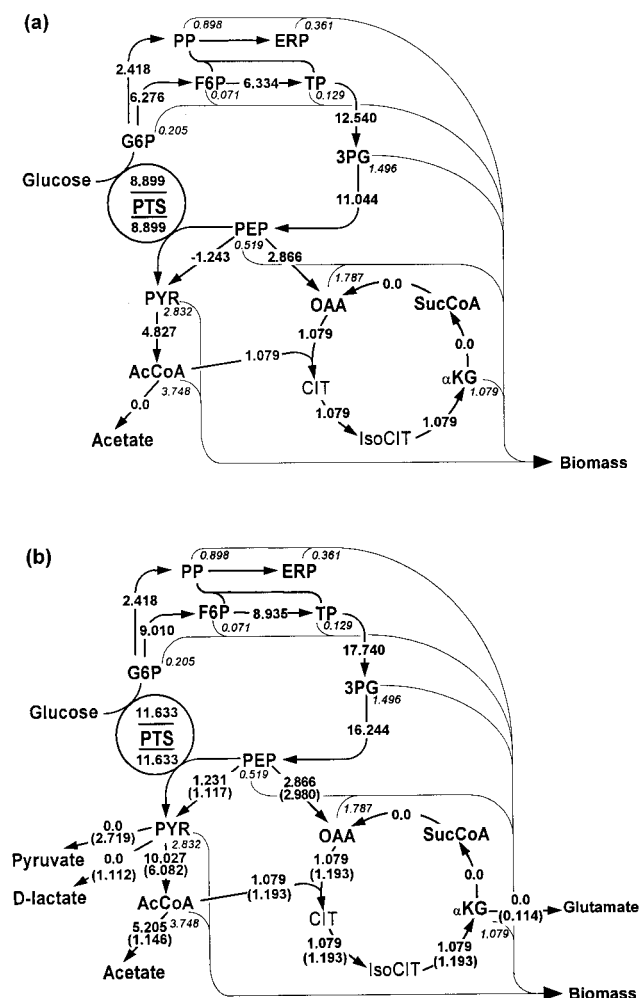 (a)
0.898
0.361
PP
ERP
2.418
F6P
6.334
TP
6.276
0.071
0.129
12.540
G6P
0.205
3PG
1.496
Glucose
8.899
PTS
8.899
11.044
PEP
0.519
-1.243
2.866
1.787
0.0
PYR
2.832
OAA
SucCoA
4.827
1.079
0.0
1.079
AcCoA
3.748
CIT
αKG
1.079
0.0
1.079
1.079
Acetate
IsoCIT
Biomass
(b)
0.898
0.361
PP
ERP
2.418
F6P
8.935
TP
9.010
0.071
0.129
17.740
G6P
0.205
3PG
1.496
Glucose
11.633
PTS
11.633
16.244
PEP
0.519
1.231
(1.117)
2.866
(2.980)
1.787
0.0
0.0
(2.719)
PYR
2.832
OAA
SucCoA
Pyruvate
0.0
(1.112)
10.027
(6.082)
1.079
(1.193)
0.0
D-lactate
1.079
(1.193)
AcCoA
3.748
CIT
αKG
1.079
0.0
(0.114)
Glutamate
5.205
(1.146)
1.079
(1.193)
1.079
(1.193)
Acetate
IsoCIT
Biomass